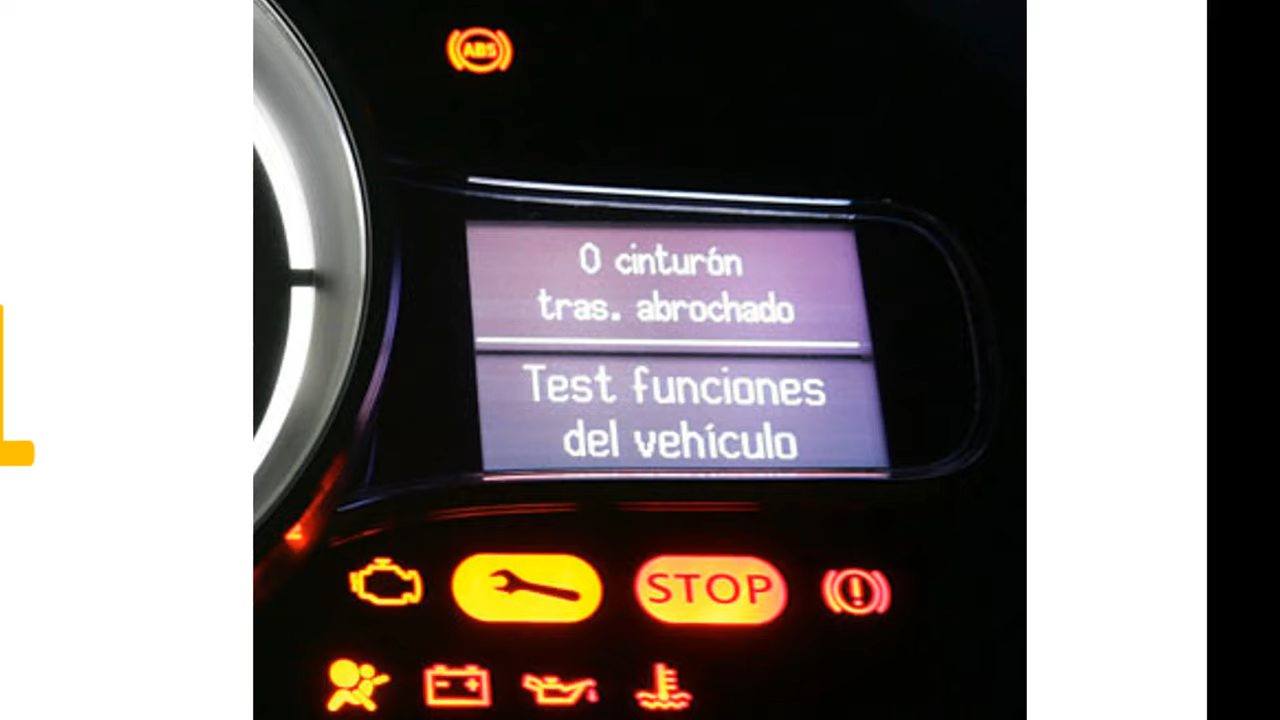 ABS
0 cinturón
tras. abrochado
Test funciones
del vehículo
STOP